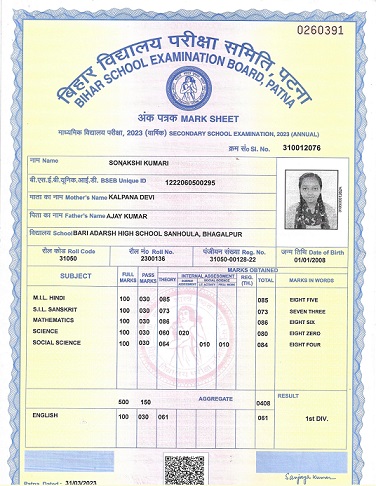 0260391
बिहार विद्यालय परीक्षा समिति, पटना
BIHAR SCHOOL EXAMINATION BOARD, PATNA
अंक पत्रक MARK SHEET
माध्यमिक विद्यालय परीक्षा, 2023 (वार्षिक) SECONDARY SCHOOL EXAMINATION, 2023 (ANNUAL)
क्रम सं० Sl. No. 310012076
नाम Name SONAKSHI KUMARI
बी.एस.ई.बी.यूनिक.आई.डी. BSEB Unique ID 1222060500295
माता का नाम Mother's Name KALPANA DEVI
पिता का नाम Father's Name AJAY KUMAR
विद्यालय School BARI ADARSH HIGH SCHOOL SANHOULA, BHAGALPUR
रौल कोड Roll Code रौल नं० Roll No. पंजीयन संख्या Reg. No. जन्म तिथि Date of Birth
31050 2300136 31050-00128-22 01/01/2008
MARKS OBTAINED
SUBJECT FULL MARKS PASS MARKS THEORY INTERNAL ASSESSMENT REG. (TH.) TOTAL MARKS IN WORDS
SOCIAL SCIENCE
M.I.L. HINDI 100 030 085 085 EIGHT FIVE
S.I.L. SANSKRIT 100 030 073 073 SEVEN THREE
MATHEMATICS 100 030 086 086 EIGHT SIX
SCIENCE 100 030 060 020 080 EIGHT ZERO
SOCIAL SCIENCE 100 030 064 010 010 084 EIGHT FOUR
500 150 AGGREGATE 0408 RESULT
ENGLISH 100 030 061 061 1st DIV.
Patna Dated : 31/03/2023
Sanjay Kumar